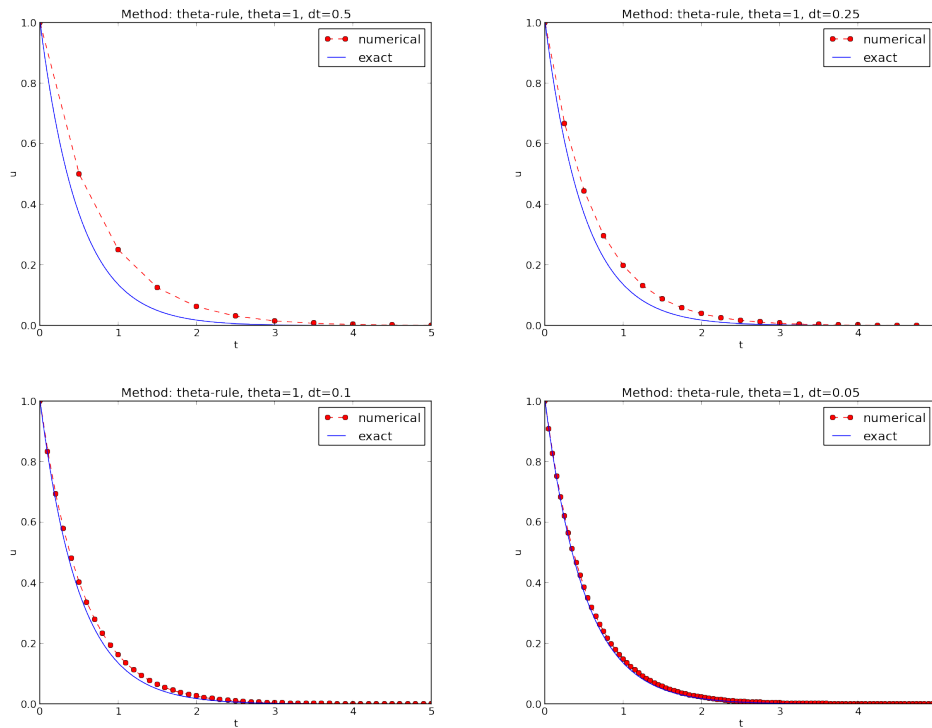 Method: theta-rule, theta=1, dt=0.5
1.0
0.8
0.6
0.4
0.2
0.0
u
numerical
exact
0 1 2 3 4 5
t
Method: theta-rule, theta=1, dt=0.25
1.0
0.8
0.6
0.4
0.2
0.0
u
numerical
exact
0 1 2 3 4
t
Method: theta-rule, theta=1, dt=0.1
1.0
0.8
0.6
0.4
0.2
0.0
u
numerical
exact
0 1 2 3 4 5
t
Method: theta-rule, theta=1, dt=0.05
1.0
0.8
0.6
0.4
0.2
0.0
u
numerical
exact
0 1 2 3 4
t